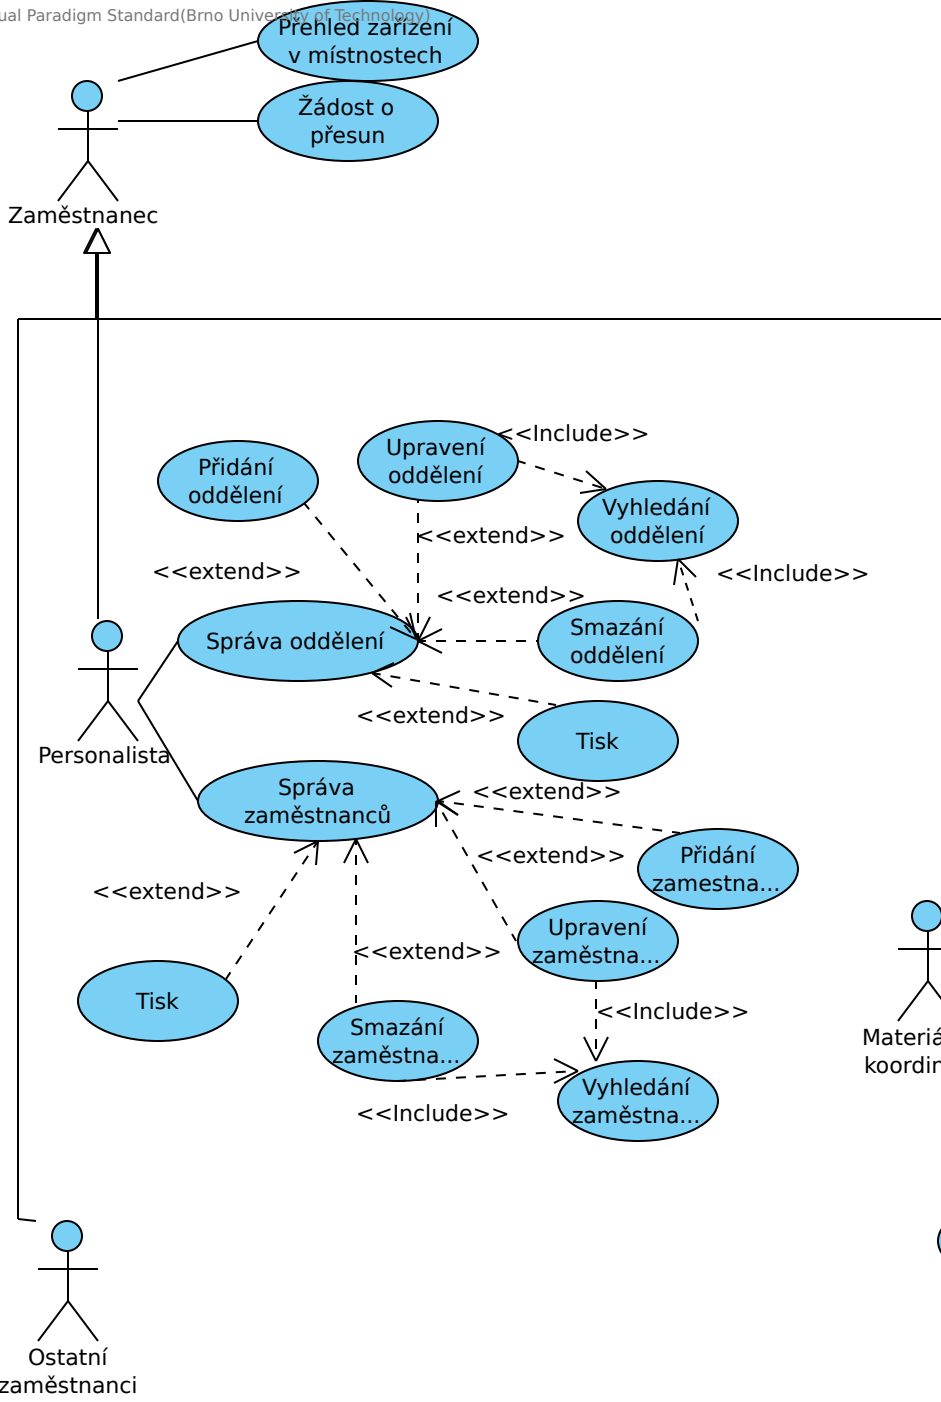 ual Paradigm Standard(Brno University of Technology)
Přehled zařízení
v místnostech
Žádost o
přesun
Zaměstnanec
<<Include>>
Upravení
oddělení
Přidání
oddělení
Vyhledání
oddělení
<<extend>>
<<extend>>
<<Include>>
<<extend>>
Správa oddělení
Smazání
oddělení
<<extend>>
Tisk
Personalista
Správa
zaměstnanců
<<extend>>
<<extend>>
Přidání
zamestna...
<<extend>>
Upravení
zaměstna...
<<extend>>
Tisk
<<Include>>
Smazání
zaměstna...
Materiá
koordin
Vyhledání
zaměstna...
<<Include>>
Ostatní
zaměstnanci